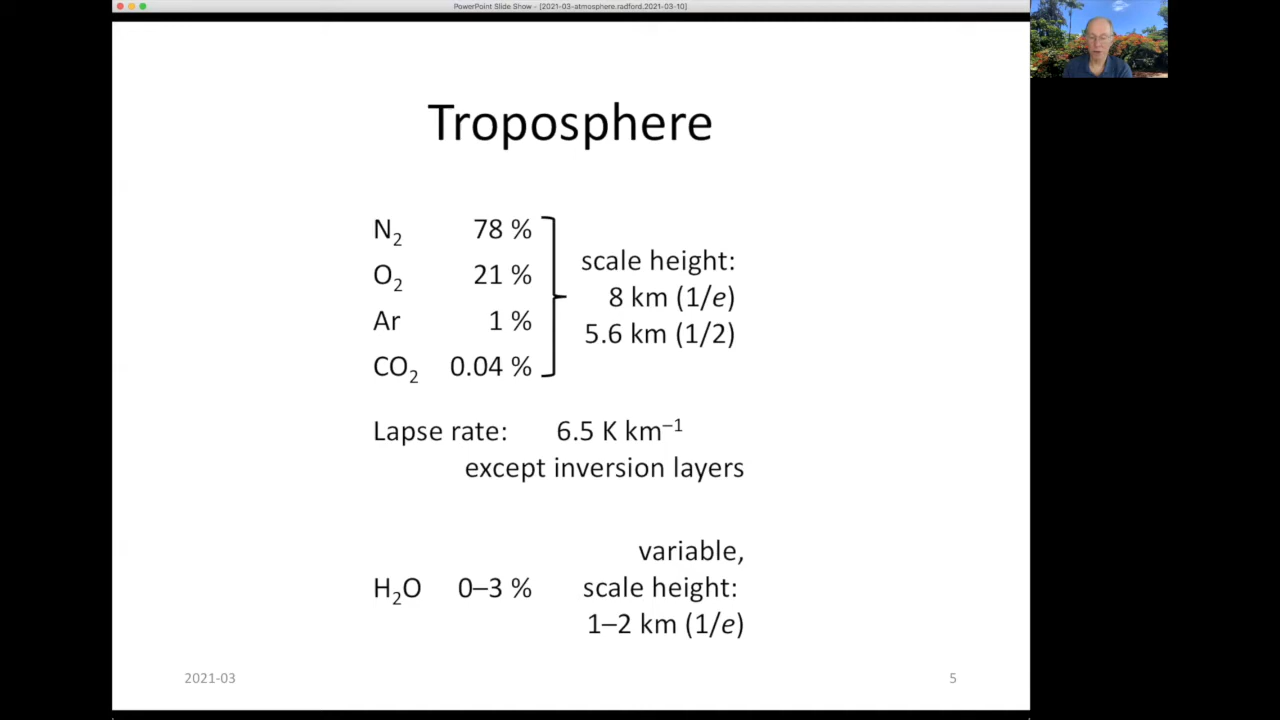 PowerPoint Slide Show - [2021-03-atmosphere.radford.2021-03-10]
Troposphere
N₂ 78 %
O₂ 21 %
Ar 1 %
CO₂ 0.04 %
scale height:
8 km (1/e)
5.6 km (1/2)
Lapse rate: 6.5 K km⁻¹
except inversion layers
H₂O 0–3 %
variable,
scale height:
1–2 km (1/e)
2021-03
5